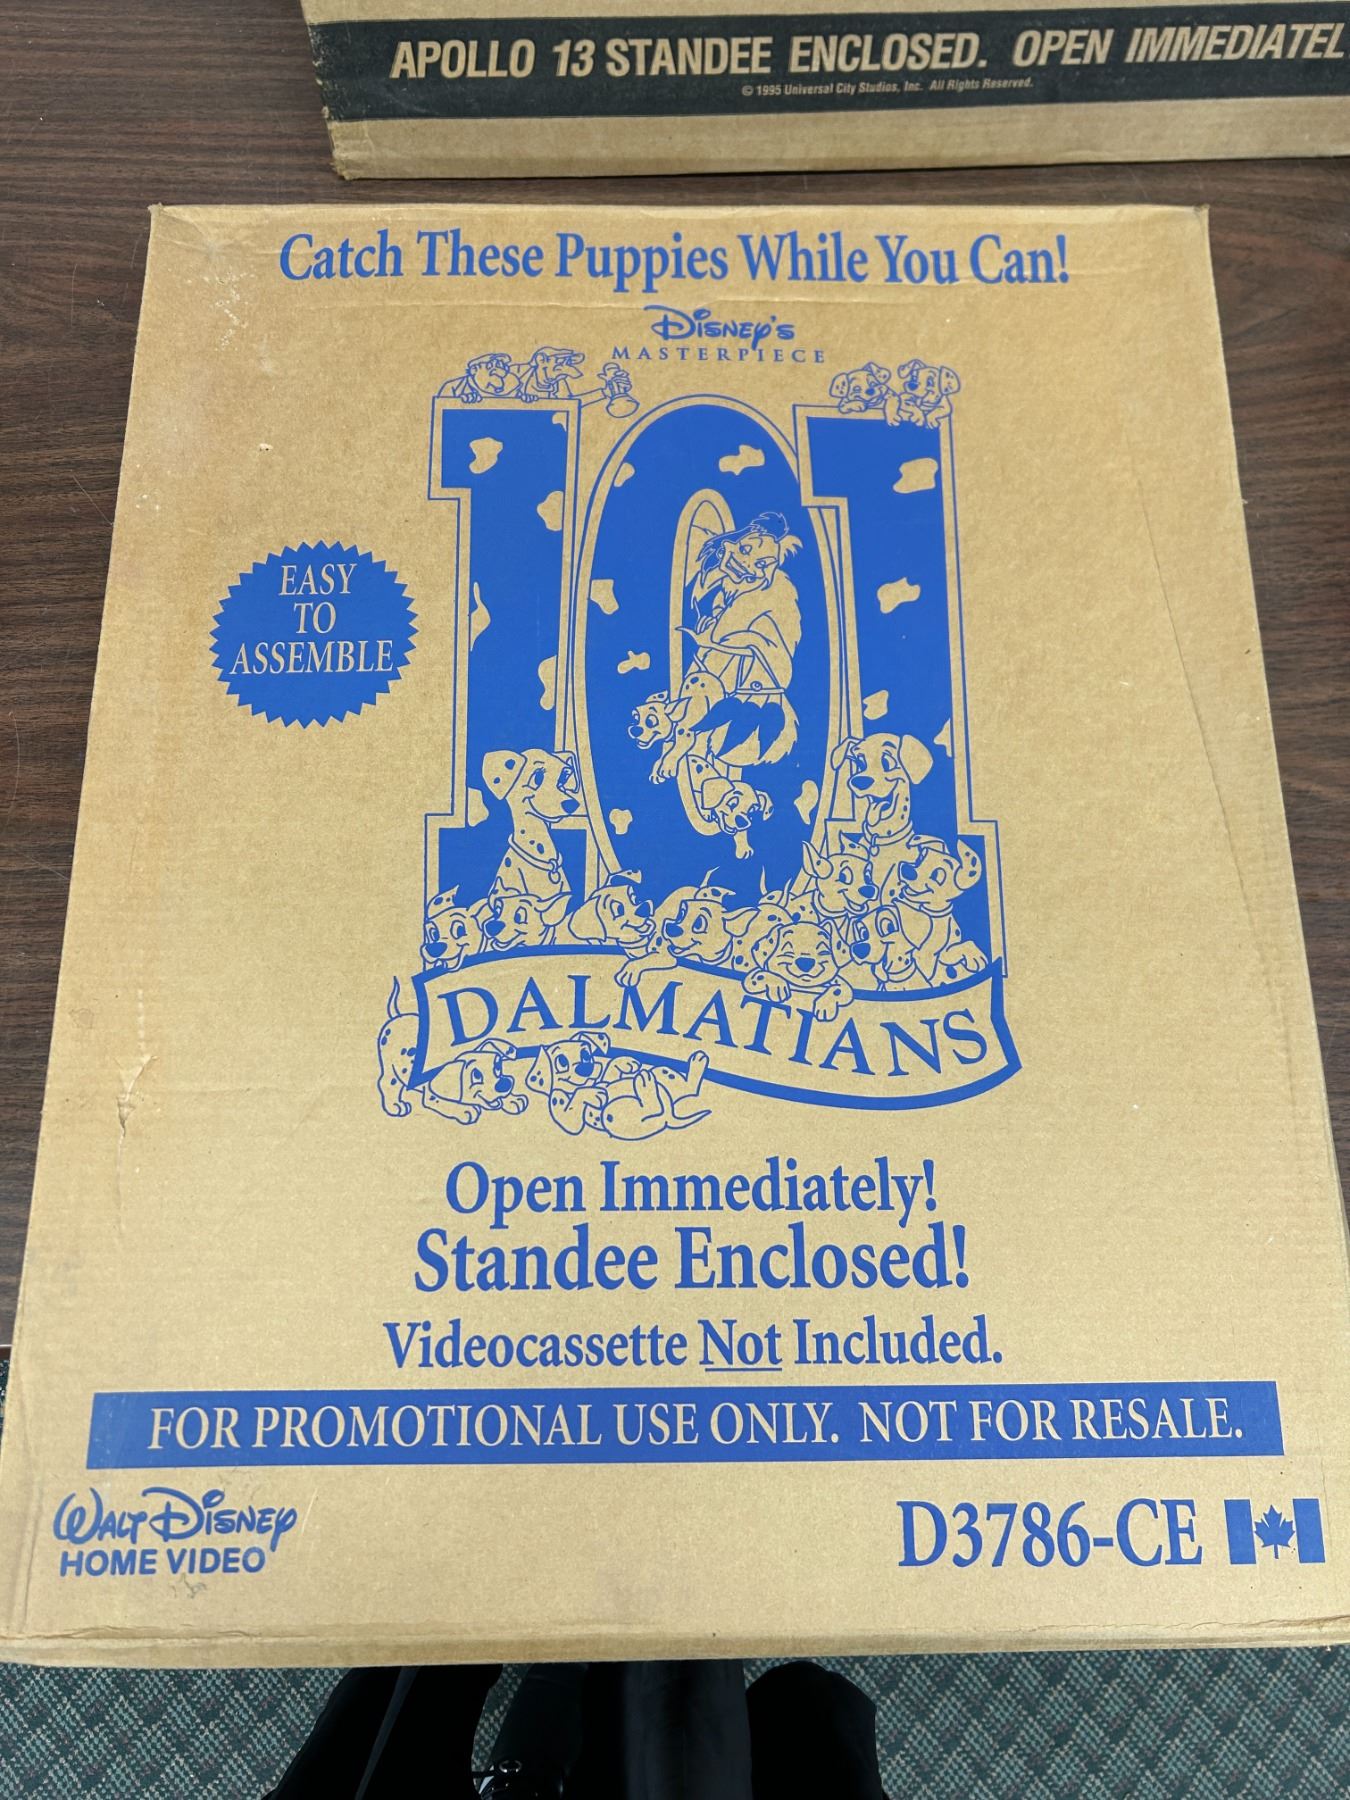 APOLLO 13 STANDEE ENCLOSED. OPEN IMMEDIATEL
© 1995 Universal City Studios, Inc. All Rights Reserved.
Catch These Puppies While You Can!
DISNEY'S
MASTERPIECE
101
EASY
TO
ASSEMBLE
DALMATIANS
Open Immediately!
Standee Enclosed!
Videocassette Not Included.
FOR PROMOTIONAL USE ONLY. NOT FOR RESALE.
WALT DISNEY
HOME VIDEO
D3786-CE